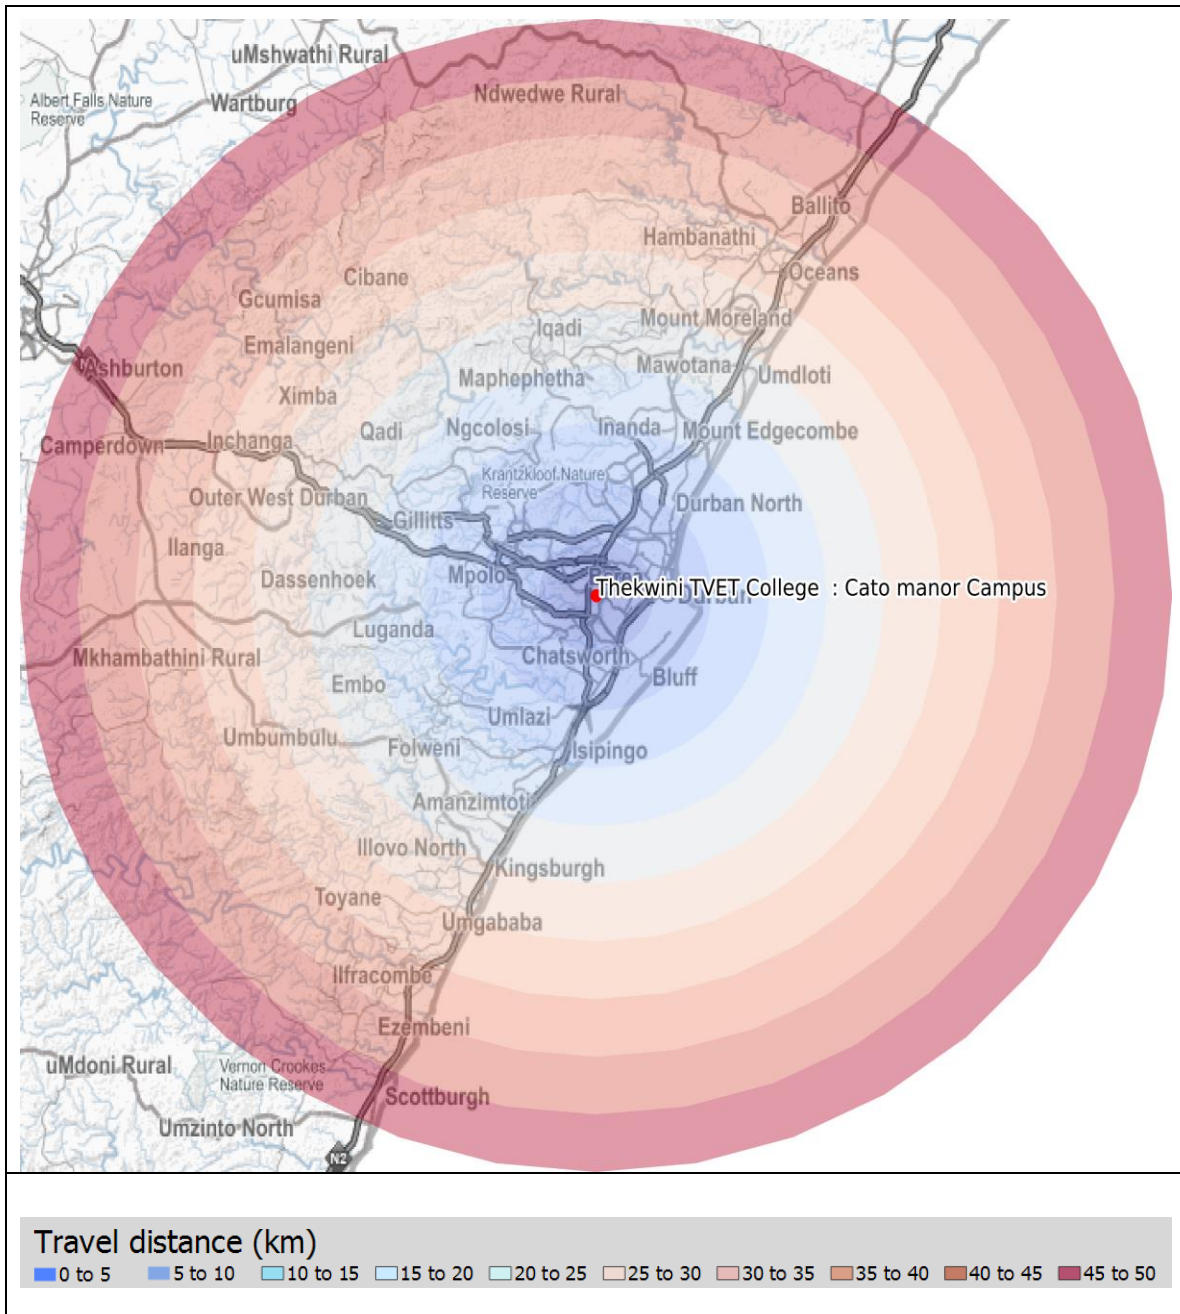 uMshwathi Rural
Albert Falls Nature
Reserve
Wartburg
Ndwedwe Rural
Ballito
Hambanathi
Cibane
Oceans
Gcumisa
Iqadi
Mount Moreland
Emalangeni
Ashburton
Maphephetha
Mawotana
Umdloti
Ximba
Qadi
Ngcolosi
Inanda
Mount Edgecombe
Camperdown
Inchanga
Krantzkloof Nature
Reserve
Outer West Durban
Durban North
Gillitts
Ilanga
Dassenhoek
Mpolo
Berea
Thekwini TVET College : Cato manor Campus
Durban
Luganda
Mkhambathini Rural
Chatsworth
Embo
Bluff
Umlazi
Umbumbulu
Folweni
Isipingo
Amanzimtoti
Illovo North
Kingsburgh
Toyane
Umgababa
Ilfracombe
Ezembeni
uMdoni Rural
Vernon Crookes
Nature Reserve
Scottburgh
Umzinto North
N2
Travel distance (km)
0 to 5 5 to 10 10 to 15 15 to 20 20 to 25 25 to 30 30 to 35 35 to 40 40 to 45 45 to 50